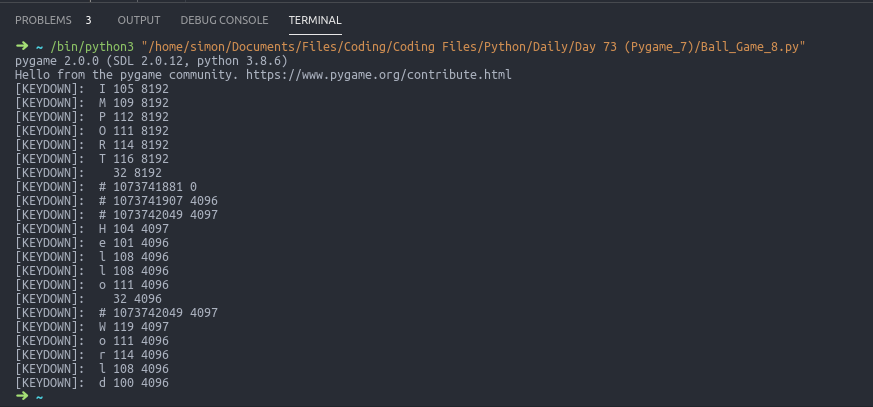 PROBLEMS 3 OUTPUT DEBUG CONSOLE TERMINAL
➜ ~ /bin/python3 "/home/simon/Documents/Files/Coding/Coding Files/Python/Daily/Day 73 (Pygame_7)/Ball_Game_8.py"
pygame 2.0.0 (SDL 2.0.12, python 3.8.6)
Hello from the pygame community. https://www.pygame.org/contribute.html
[KEYDOWN]:  I 105 8192
[KEYDOWN]:  M 109 8192
[KEYDOWN]:  P 112 8192
[KEYDOWN]:  O 111 8192
[KEYDOWN]:  R 114 8192
[KEYDOWN]:  T 116 8192
[KEYDOWN]:    32 8192
[KEYDOWN]:  # 1073741881 0
[KEYDOWN]:  # 1073741907 4096
[KEYDOWN]:  # 1073742049 4097
[KEYDOWN]:  H 104 4097
[KEYDOWN]:  e 101 4096
[KEYDOWN]:  l 108 4096
[KEYDOWN]:  l 108 4096
[KEYDOWN]:  o 111 4096
[KEYDOWN]:    32 4096
[KEYDOWN]:  # 1073742049 4097
[KEYDOWN]:  W 119 4097
[KEYDOWN]:  o 111 4096
[KEYDOWN]:  r 114 4096
[KEYDOWN]:  l 108 4096
[KEYDOWN]:  d 100 4096
➜ ~